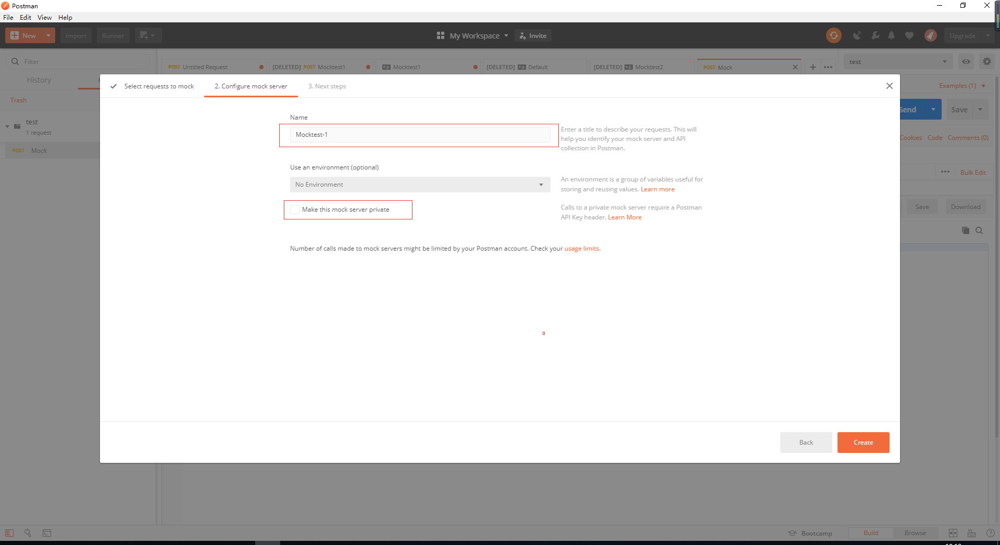 Postman
File Edit View Help
New Import Runner My Workspace Invite Upgrade
Filter
POST Untitled Request [DELETED] POST Mocktest1 Mocktest1 [DELETED] Default [DELETED] Mocktest2 POST Mock test
History
Trash
test
1 request
POST Mock
Select requests to mock 2. Configure mock server 3. Next steps
Examples (1)
Send Save
Cookies Code Comments (0)
Bulk Edit
Save Download
Name
Mocktest-1
Enter a title to describe your requests. This will
help you identify your mock server and API
collection in Postman.
Use an environment (optional)
No Environment
An environment is a group of variables useful for
storing and reusing values. Learn more
Make this mock server private
Calls to a private mock server require a Postman
API Key header. Learn More
Number of calls made to mock servers might be limited by your Postman account. Check your usage limits.
Back Create
Bootcamp Build Browse